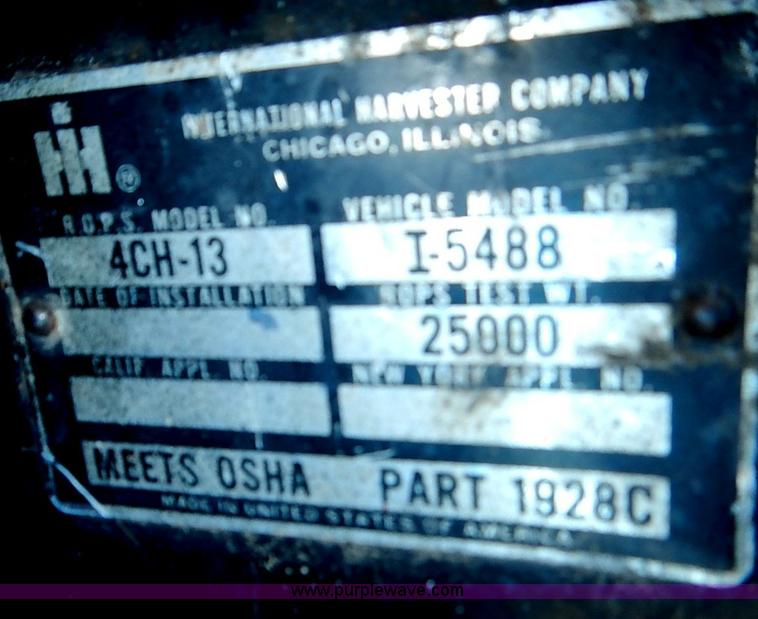 INTERNATIONAL HARVESTER COMPANY
CHICAGO, ILLINOIS
IH ®
R.O.P.S. MODEL NO. VEHICLE MODEL NO.
4CH-13 I-5488
DATE OF INSTALLATION ROPS TEST WT.
25000
CALIF. APPL. NO. NEW YORK APPL. NO.
MEETS OSHA PART 1928C
MADE IN UNITED STATES OF AMERICA
www.purplewave.com